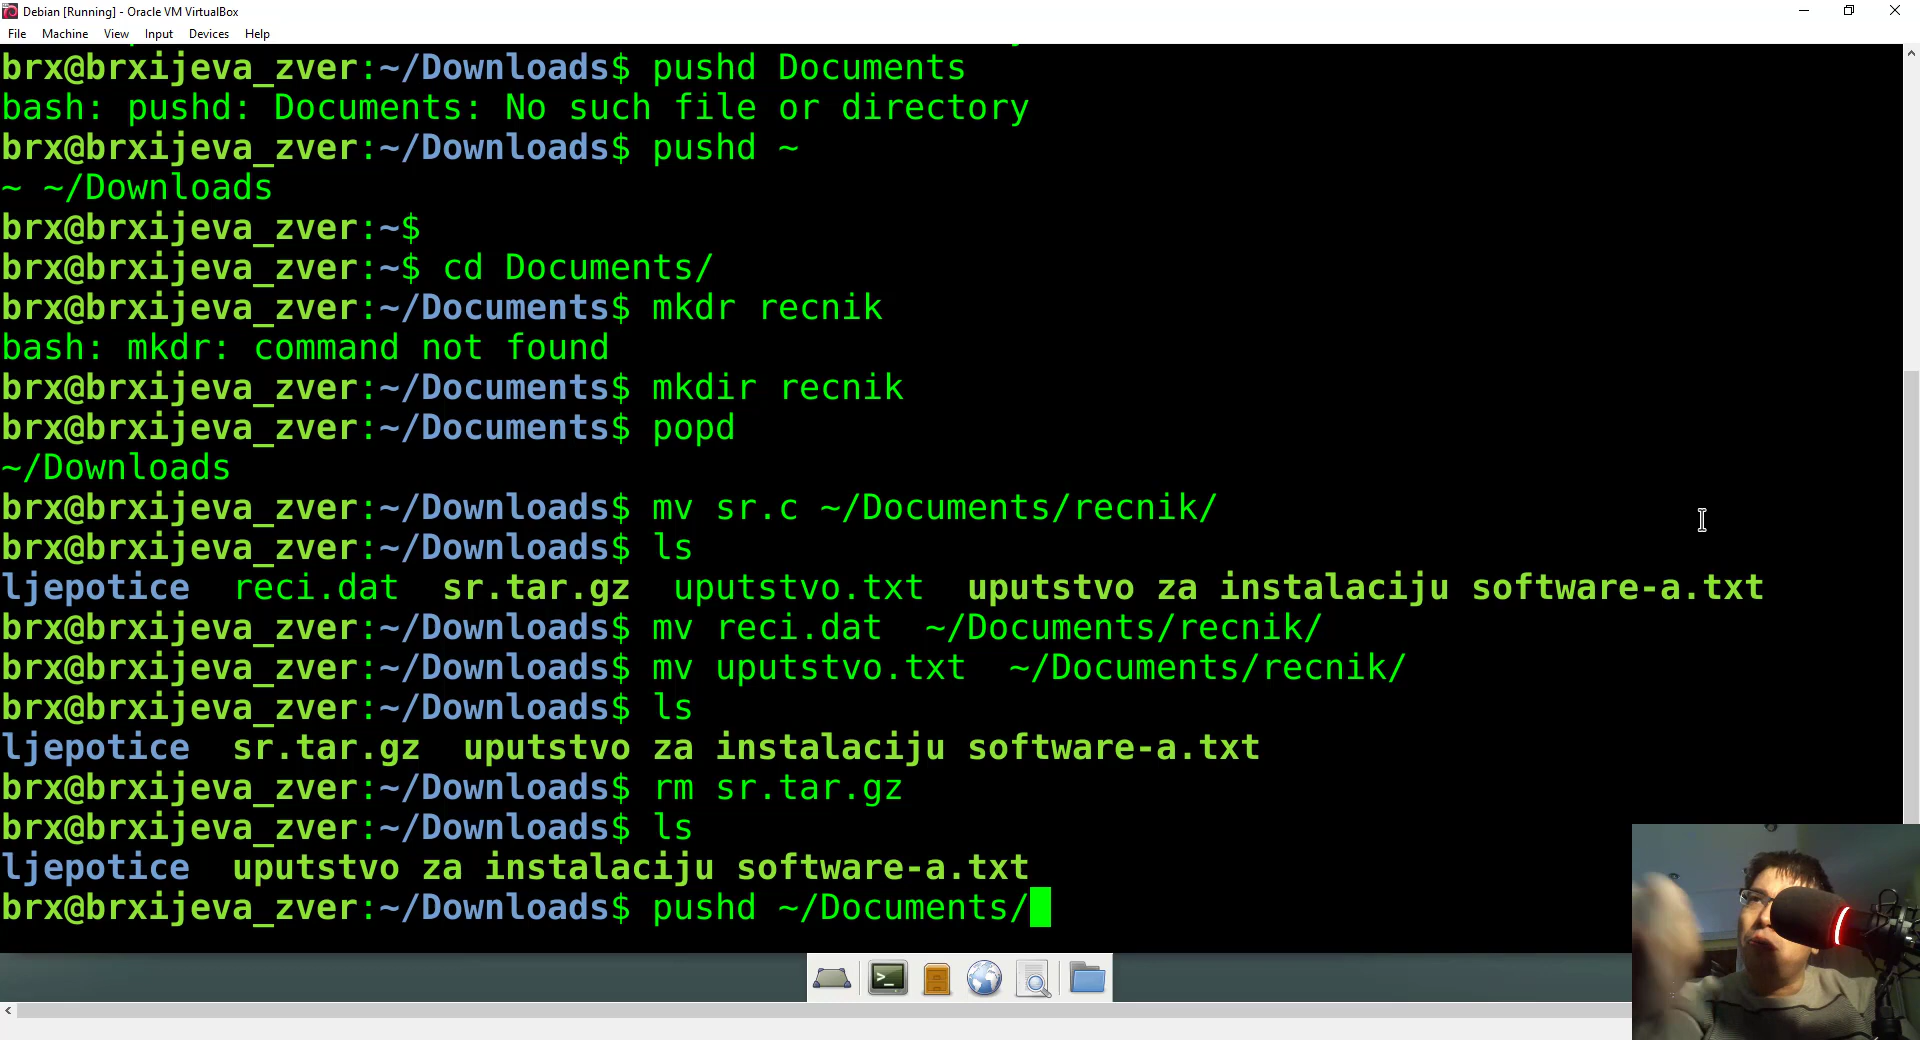 Debian [Running] - Oracle VM VirtualBox
File Machine View Input Devices Help
brx@brxijeva_zver:~/Downloads$ pushd Documents
bash: pushd: Documents: No such file or directory
brx@brxijeva_zver:~/Downloads$ pushd ~
~ ~/Downloads
brx@brxijeva_zver:~$
brx@brxijeva_zver:~$ cd Documents/
brx@brxijeva_zver:~/Documents$ mkdr recnik
bash: mkdr: command not found
brx@brxijeva_zver:~/Documents$ mkdir recnik
brx@brxijeva_zver:~/Documents$ popd
~/Downloads
brx@brxijeva_zver:~/Downloads$ mv sr.c ~/Documents/recnik/
brx@brxijeva_zver:~/Downloads$ ls
ljepotice  reci.dat  sr.tar.gz  uputstvo.txt  uputstvo za instalaciju software-a.txt
brx@brxijeva_zver:~/Downloads$ mv reci.dat  ~/Documents/recnik/
brx@brxijeva_zver:~/Downloads$ mv uputstvo.txt  ~/Documents/recnik/
brx@brxijeva_zver:~/Downloads$ ls
ljepotice  sr.tar.gz  uputstvo za instalaciju software-a.txt
brx@brxijeva_zver:~/Downloads$ rm sr.tar.gz
brx@brxijeva_zver:~/Downloads$ ls
ljepotice  uputstvo za instalaciju software-a.txt
brx@brxijeva_zver:~/Downloads$ pushd ~/Documents/